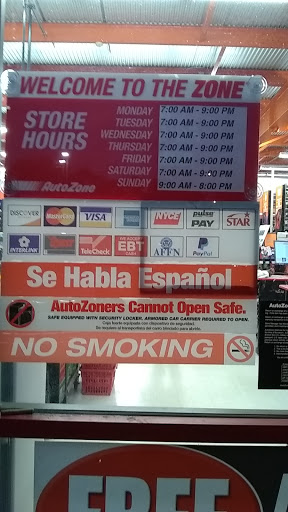 WELCOME TO THE ZONE
STORE HOURS
MONDAY 7:00 AM - 9:00 PM
TUESDAY 7:00 AM - 9:00 PM
WEDNESDAY 7:00 AM - 9:00 PM
THURSDAY 7:00 AM - 9:00 PM
FRIDAY 7:00 AM - 9:00 PM
SATURDAY 7:00 AM - 9:00 PM
SUNDAY 9:00 AM - 8:00 PM
AutoZone
DISCOVER MasterCard VISA NYCE pulse PAY STAR
INTERLINK TeleCheck EBT AFFN PayPal
Se Habla Español
AutoZoners Cannot Open Safe.
SAFE EQUIPPED WITH SECURITY LOCKER, ARMORED CAR CARRIER REQUIRED TO OPEN.
NO SMOKING
FREE